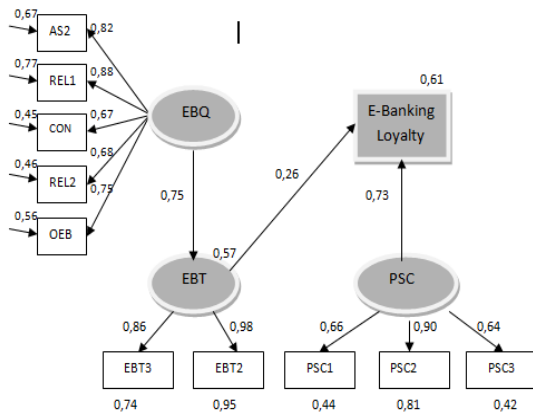 0,67
AS2
0,82
0,77
REL1
0,88
0,45
CON
0,67
0,46
REL2
0,68
0,56
OEB
0,75
EBQ
0,61
E-Banking
Loyalty
0,75
0,26
0,73
0,57
EBT
PSC
0,86
0,98
0,66
0,90
0,64
EBT3
EBT2
PSC1
PSC2
PSC3
0,74
0,95
0,44
0,81
0,42